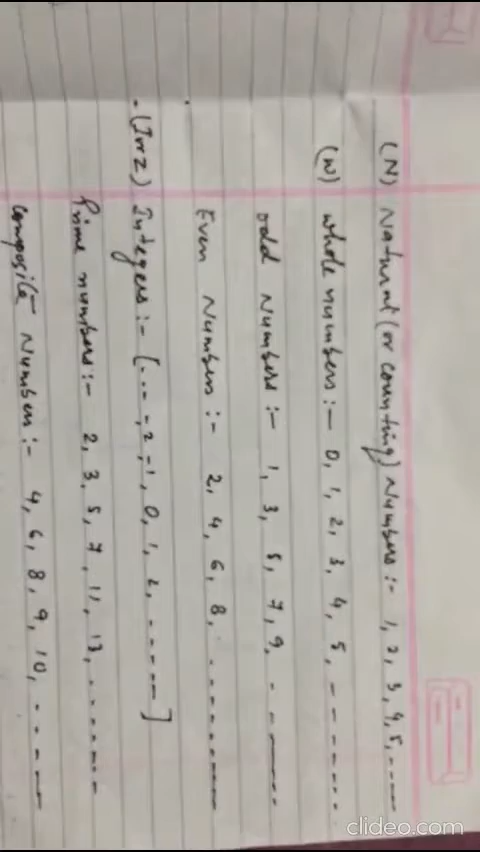 (N) Natural (or counting) Numbers :- 1, 2, 3, 4, 5, ----
(W) whole numbers :- 0, 1, 2, 3, 4, 5, --------
odd Numbers :- 1, 3, 5, 7, 9, ------
Even Numbers :- 2, 4, 6, 8, ---------
(I or Z) Integers :- [----, 2 -1, 0, 1, 2, -----]
Prime numbers :- 2, 3, 5, 7, 11, 13, -------
Composite Numbers :- 4, 6, 8, 9, 10, -----
clideo.com